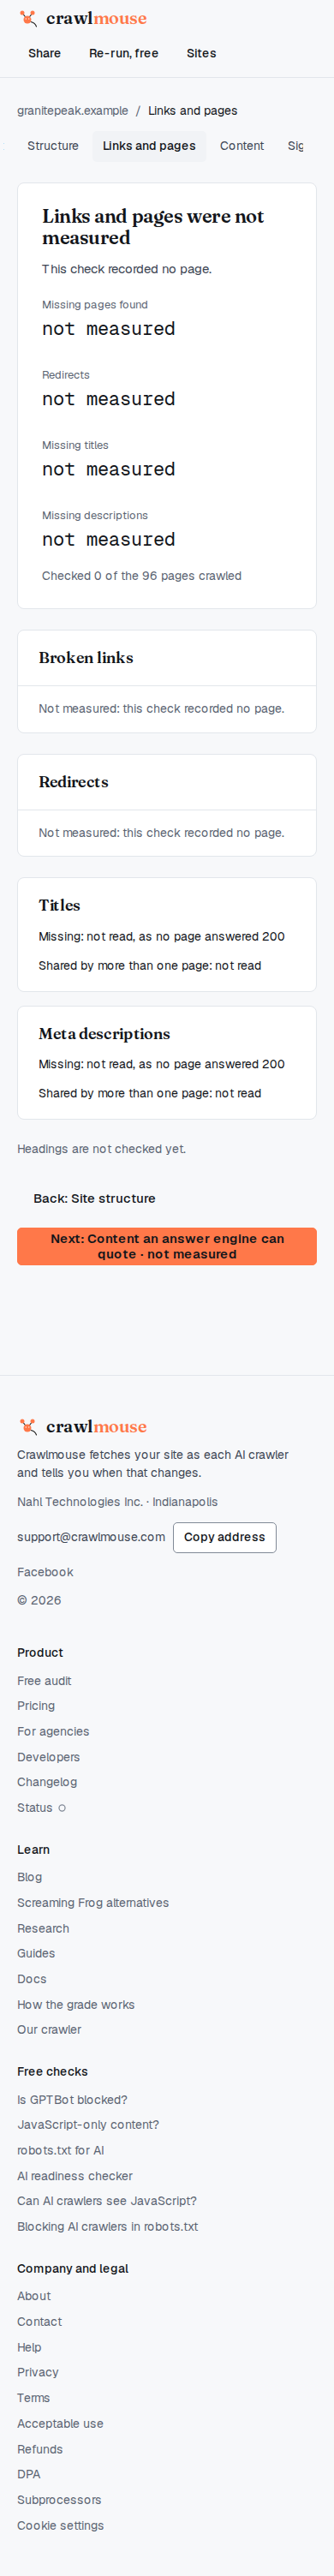 crawlmouse
Share Re-run, free Sites
granitepeak.example / Links and pages
Structure Links and pages Content
Links and pages were not
measured
This check recorded no page.
Missing pages found
not measured
Redirects
not measured
Missing titles
not measured
Missing descriptions
not measured
Checked 0 of the 96 pages crawled
Broken links
Not measured: this check recorded no page.
Redirects
Not measured: this check recorded no page.
Titles
Missing: not read, as no page answered 200
Shared by more than one page: not read
Meta descriptions
Missing: not read, as no page answered 200
Shared by more than one page: not read
Headings are not checked yet.
Back: Site structure
Next: Content an answer engine can
quote · not measured
crawlmouse
Crawlmouse fetches your site as each AI crawler
and tells you when that changes.
Nahl Technologies Inc. · Indianapolis
support@crawlmouse.com Copy address
Facebook
© 2026
Product
Free audit
Pricing
For agencies
Developers
Changelog
Status
Learn
Blog
Screaming Frog alternatives
Research
Guides
Docs
How the grade works
Our crawler
Free checks
Is GPTBot blocked?
JavaScript-only content?
robots.txt for AI
AI readiness checker
Can AI crawlers see JavaScript?
Blocking AI crawlers in robots.txt
Company and legal
About
Contact
Help
Privacy
Terms
Acceptable use
Refunds
DPA
Subprocessors
Cookie settings